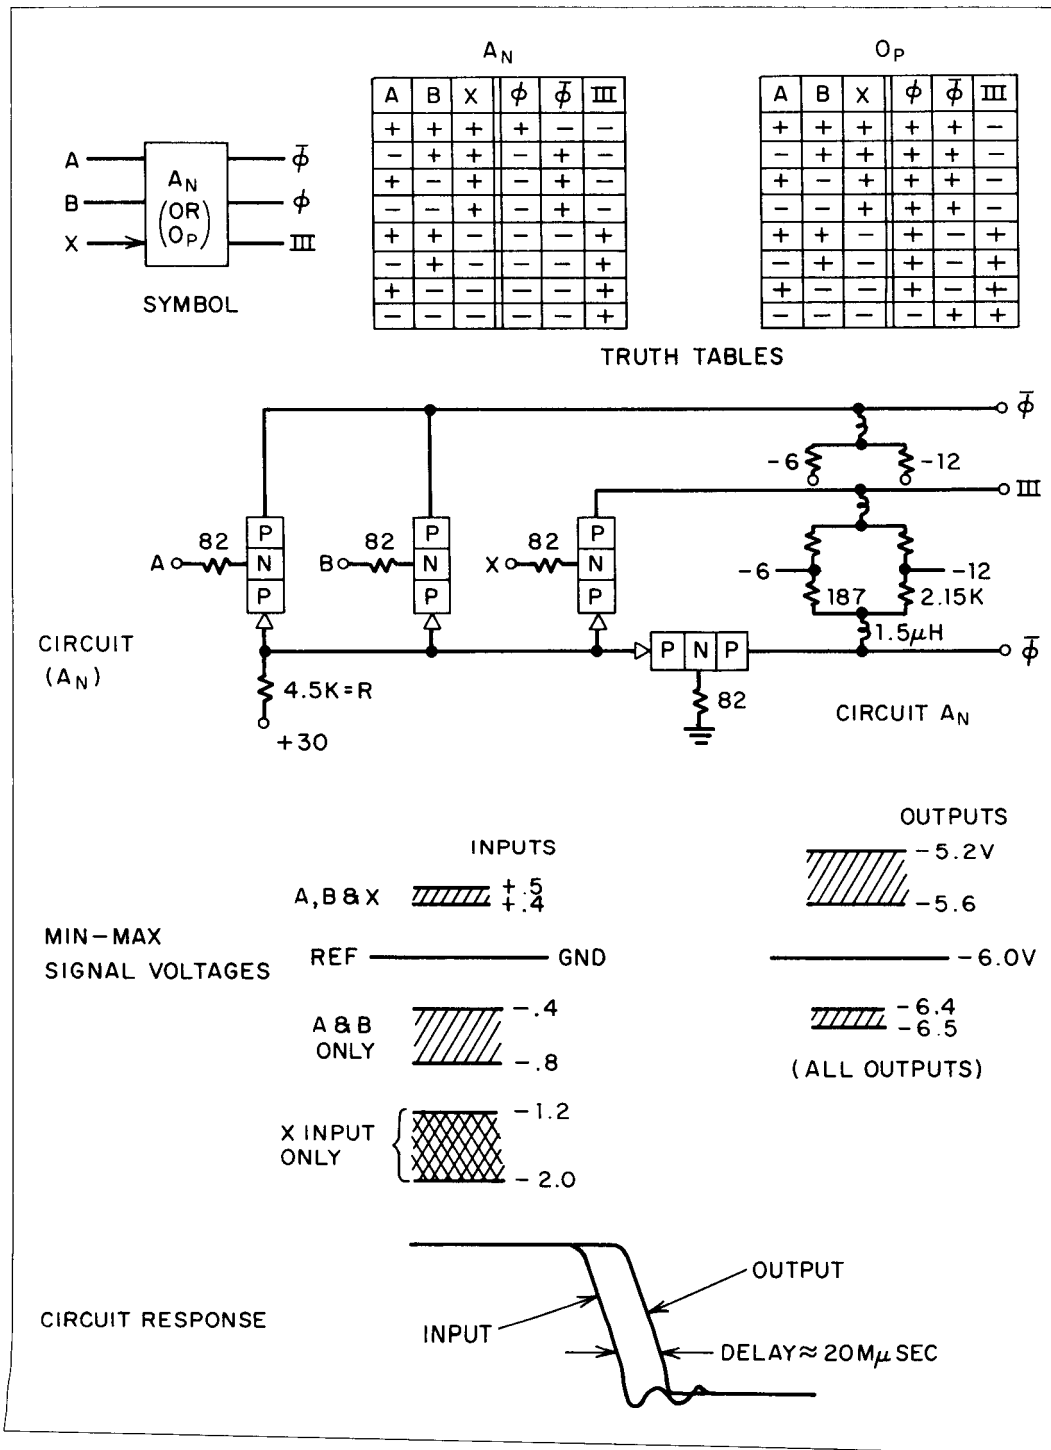 A_N
O_P
A B X ϕ ϕ̅ III
+ + + + − −
− + + − + −
+ − + − + −
− − + − + −
+ + − − − +
− + − − − +
+ − − − − +
− − − − − +
A B X ϕ ϕ̅ III
+ + + + + −
− + + + + −
+ − + + + −
− − + + + −
+ + − + − +
− + − + − +
+ − − + − +
− − − − + +
A
B
X
A_N
(OR
O_P)
ϕ̅
ϕ
III
SYMBOL
TRUTH TABLES
ϕ̅
-6
-12
III
A 82 P N P
B 82 P N P
X 82 P N P
-6
-12
187
2.15K
1.5μH
P N P
ϕ̅
CIRCUIT
(A_N)
4.5K=R
+30
82
CIRCUIT A_N
INPUTS
OUTPUTS
A, B & X
+.5
+.4
-5.2V
-5.6
MIN-MAX
SIGNAL VOLTAGES
REF
GND
-6.0V
A & B
ONLY
-.4
-.8
-6.4
-6.5
(ALL OUTPUTS)
X INPUT
ONLY
-1.2
-2.0
CIRCUIT RESPONSE
INPUT
OUTPUT
DELAY≈20MμSEC